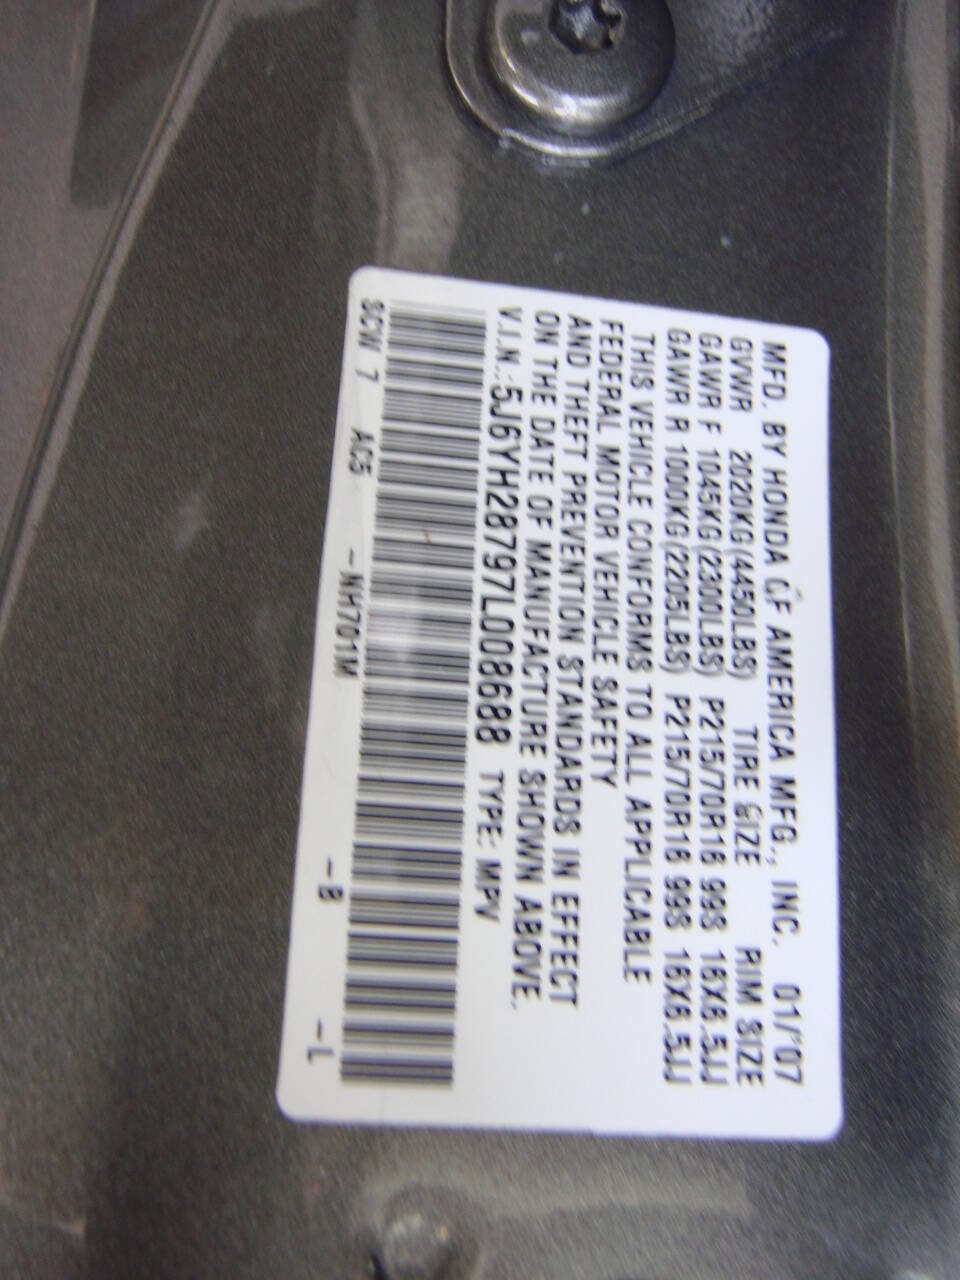 MFD. BY HONDA OF AMERICA MFG., INC. 01/'07
GVWR 2020KG(4450LBS) TIRE SIZE RIM SIZE
GAWR F 1045KG(2300LBS) P215/70R16 99S 16X6.5JJ
GAWR R 1000KG(2205LBS) P215/70R16 99S 16X6.5JJ
THIS VEHICLE CONFORMS TO ALL APPLICABLE
FEDERAL MOTOR VEHICLE SAFETY
AND THEFT PREVENTION STANDARDS IN EFFECT
ON THE DATE OF MANUFACTURE SHOWN ABOVE.
V.I.N.:5J6YH28797L008688 TYPE: MPV
SCW 7 AC5 -NH701M -B -L